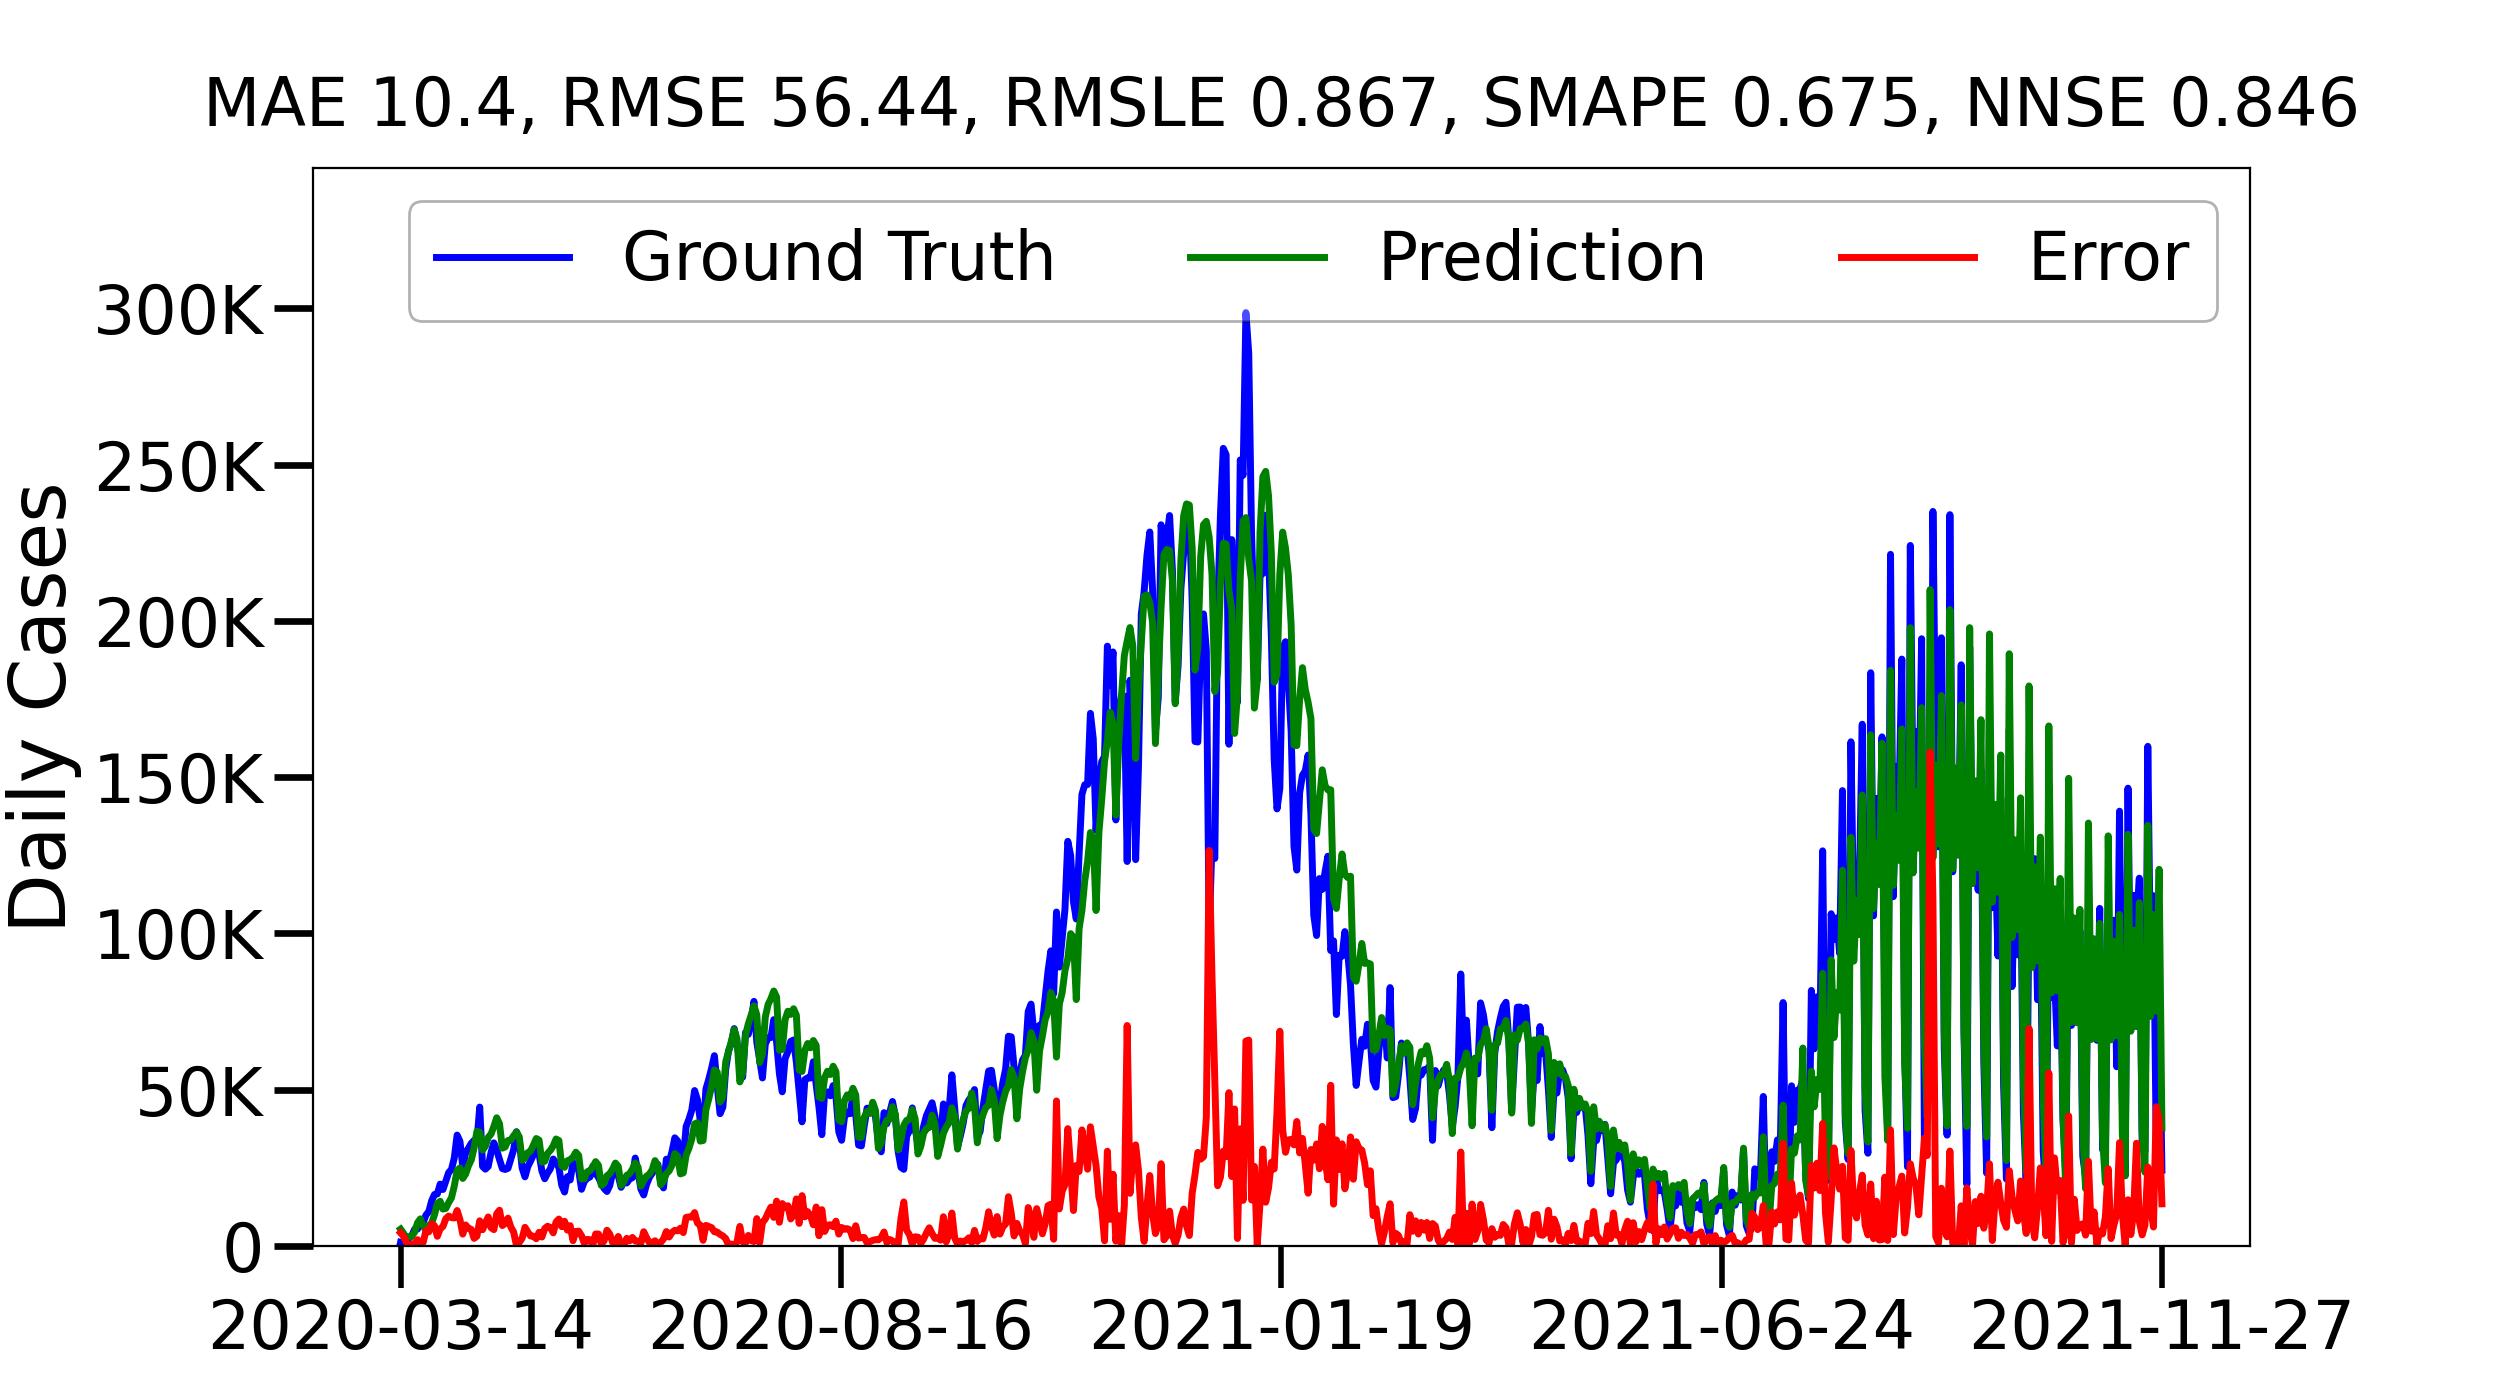 MAE 10.4, RMSE 56.44, RMSLE 0.867, SMAPE 0.675, NNSE 0.846
Ground Truth Prediction Error
300K
250K
200K
150K
100K
50K
0
Daily Cases
2020-03-14 2020-08-16 2021-01-19 2021-06-24 2021-11-27